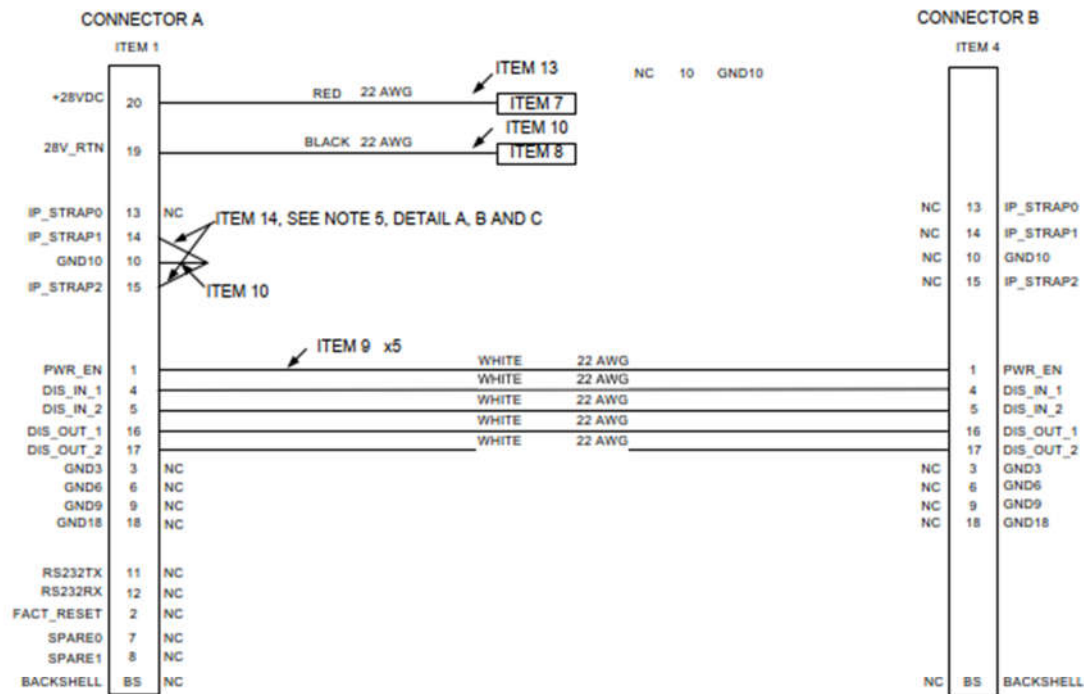 CONNECTOR A CONNECTOR B
ITEM 1 ITEM 4
ITEM 13
NC 10 GND10
+28VDC 20 RED 22 AWG ITEM 7
ITEM 10
28V_RTN 19 BLACK 22 AWG ITEM 8
IP_STRAP0 13 NC NC 13 IP_STRAP0
ITEM 14, SEE NOTE 5, DETAIL A, B AND C
IP_STRAP1 14 NC 14 IP_STRAP1
GND10 10 NC 10 GND10
IP_STRAP2 15 ITEM 10 NC 15 IP_STRAP2
ITEM 9 x5
WHITE 22 AWG
PWR_EN 1 1 PWR_EN
WHITE 22 AWG
DIS_IN_1 4 4 DIS_IN_1
WHITE 22 AWG
DIS_IN_2 5 5 DIS_IN_2
WHITE 22 AWG
DIS_OUT_1 16 16 DIS_OUT_1
WHITE 22 AWG
DIS_OUT_2 17 17 DIS_OUT_2
GND3 3 NC NC 3 GND3
GND6 6 NC NC 6 GND6
GND9 9 NC NC 9 GND9
GND18 18 NC NC 18 GND18
RS232TX 11 NC
RS232RX 12 NC
FACT_RESET 2 NC
SPARE0 7 NC
SPARE1 8 NC
BACKSHELL BS NC NC BS BACKSHELL